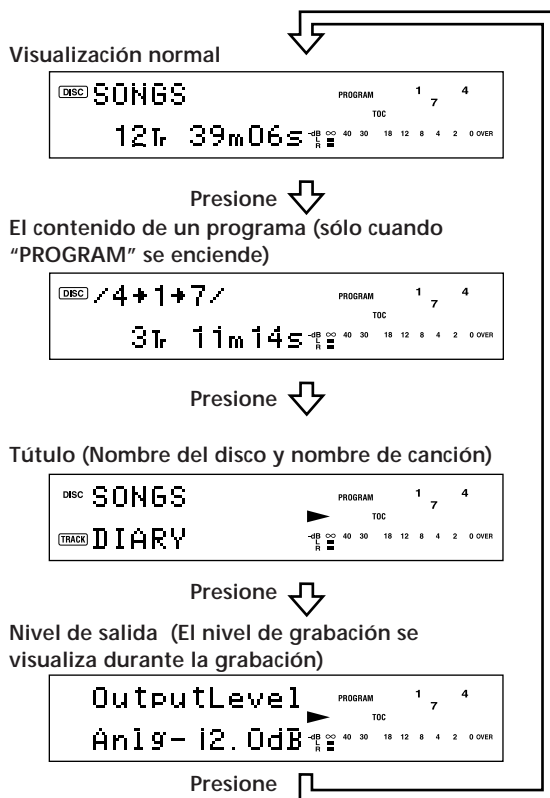 Visualización normal
DISC SONGS PROGRAM 1 7 4
TOC
12Tr 39m06s -dB L R ∞ 40 30 18 12 8 4 2 0 OVER
Presione
El contenido de un programa (sólo cuando
“PROGRAM” se enciende)
DISC /4→1→7/ PROGRAM 1 7 4
TOC
3Tr 11m14s -dB L R ∞ 40 30 18 12 8 4 2 0 OVER
Presione
Tútulo (Nombre del disco y nombre de canción)
DISC SONGS PROGRAM 1 7 4
TOC
TRACK DIARY -dB L R ∞ 40 30 18 12 8 4 2 0 OVER
Presione
Nivel de salida (El nivel de grabación se
visualiza durante la grabación)
OutputLevel PROGRAM 1 7 4
TOC
Anlg-12.0dB -dB L R ∞ 40 30 18 12 8 4 2 0 OVER
Presione